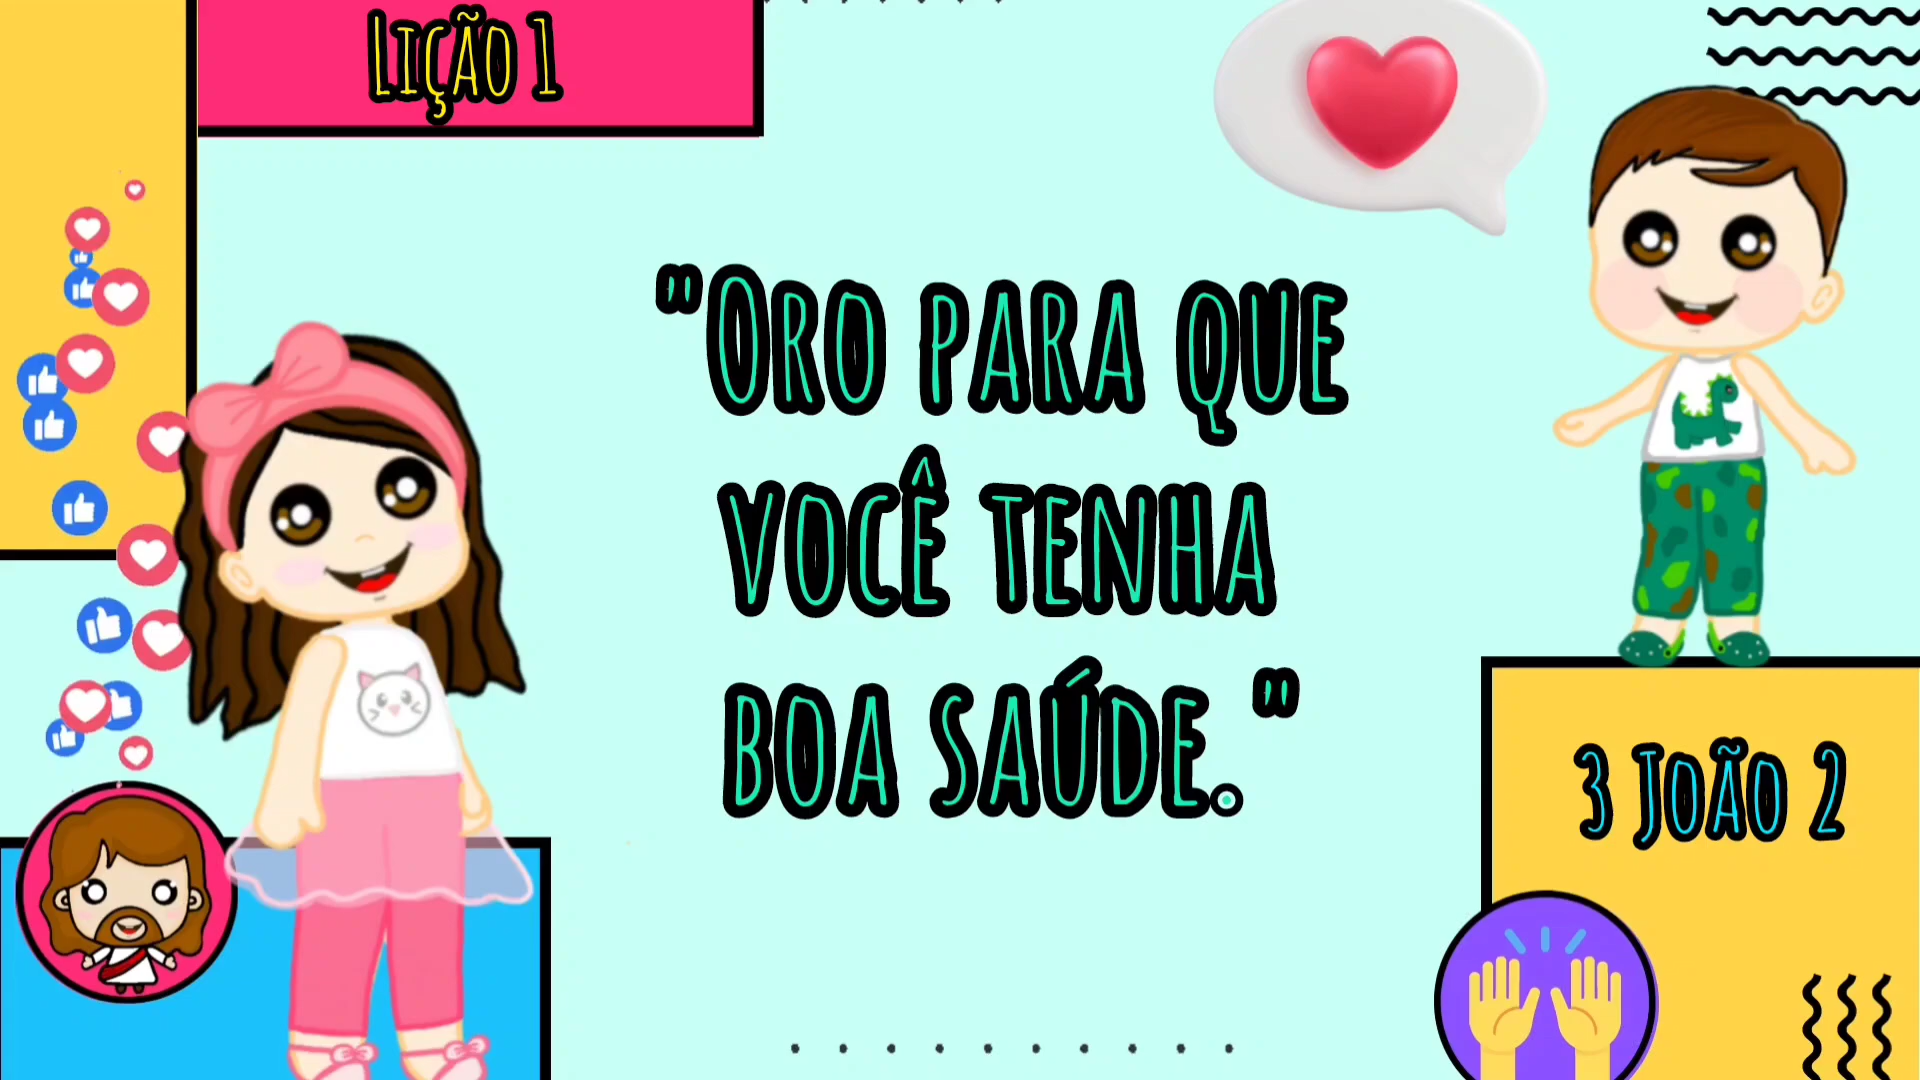 Lição 1
"Oro para que
você tenha
boa saúde."
3 João 2